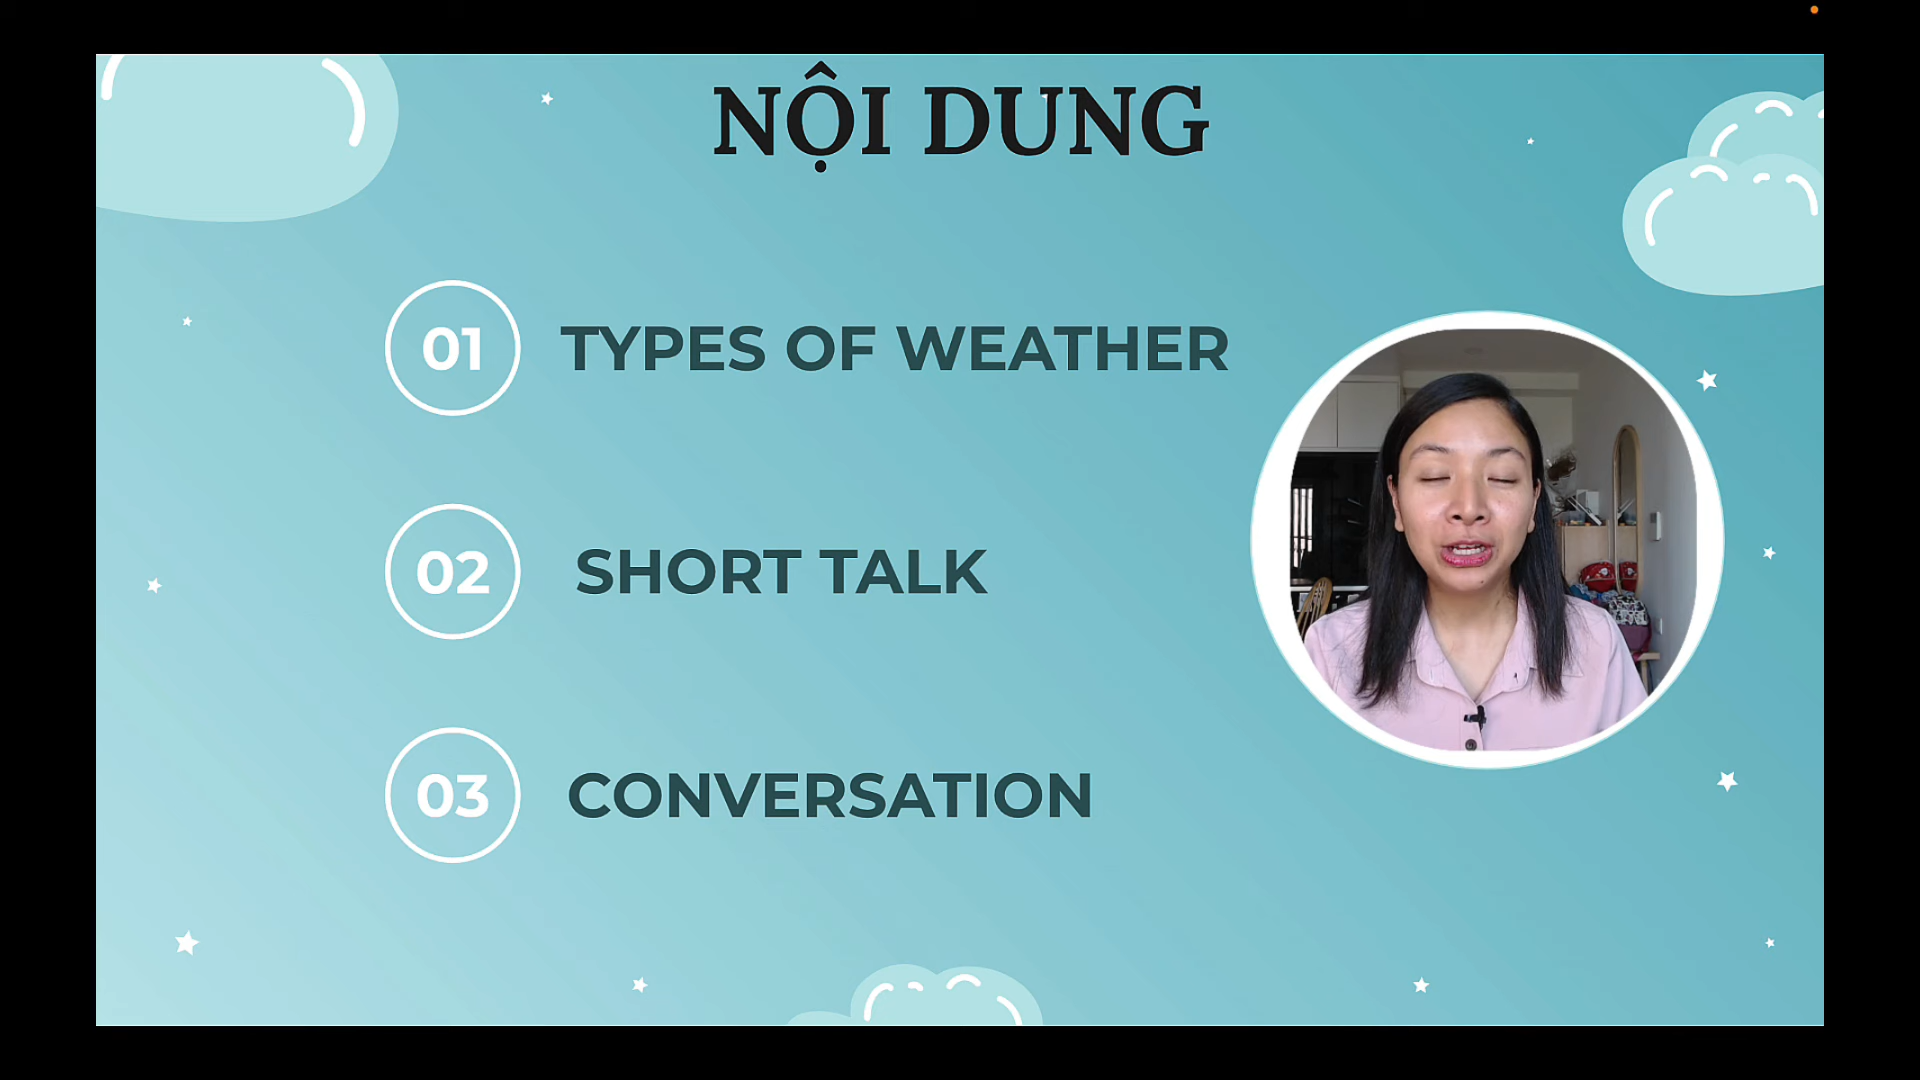 NỘI DUNG
01 TYPES OF WEATHER
02 SHORT TALK
03 CONVERSATION